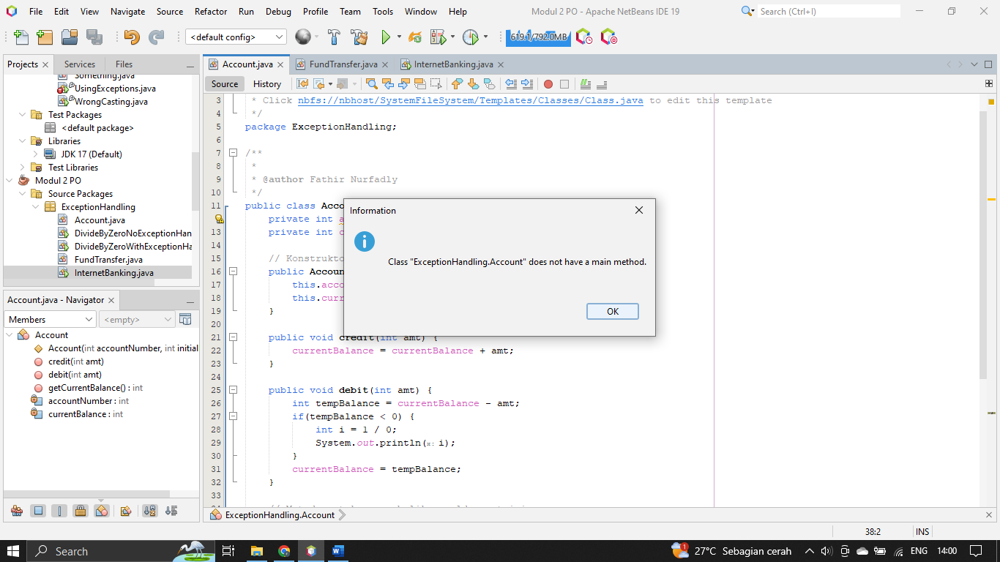 File Edit View Navigate Source Refactor Run Debug Profile Team Tools Window Help Modul 2 PO - Apache NetBeans IDE 19 Search (Ctrl+I)
<default config> 619.1/792.0MB
Projects Services Files
Something.java
UsingExceptions.java
WrongCasting.java
Test Packages
<default package>
Libraries
JDK 17 (Default)
Test Libraries
Modul 2 PO
Source Packages
ExceptionHandling
Account.java
DivideByZeroNoExceptionHan
DivideByZeroWithExceptionHa
FundTransfer.java
InternetBanking.java
Account.java - Navigator
Members <empty>
Account
Account(int accountNumber, int initial
credit(int amt)
debit(int amt)
getCurrentBalance() : int
accountNumber : int
currentBalance : int
Account.java FundTransfer.java InternetBanking.java
Source History
3 * Click nbfs://nbhost/SystemFileSystem/Templates/Classes/Class.java to edit this template
4 */
5 package ExceptionHandling;
6
7 /**
8 *
9 * @author Fathir Nurfadly
10 */
11 public class Acco
private int a
13 private int c
14
15 // Konstrukto
16 public Accoun
17 this.acco
18 this.curr
19 }
20
21 public void credit(int amt) {
22 currentBalance = currentBalance + amt;
23 }
24
25 public void debit(int amt) {
26 int tempBalance = currentBalance - amt;
27 if(tempBalance < 0) {
28 int i = 1 / 0;
29 System.out.println(x: i);
30 }
31 currentBalance = tempBalance;
32 }
33
Information
Class "ExceptionHandling.Account" does not have a main method.
OK
ExceptionHandling.Account
38:2 INS
Search 1 27°C Sebagian cerah ENG 14:00